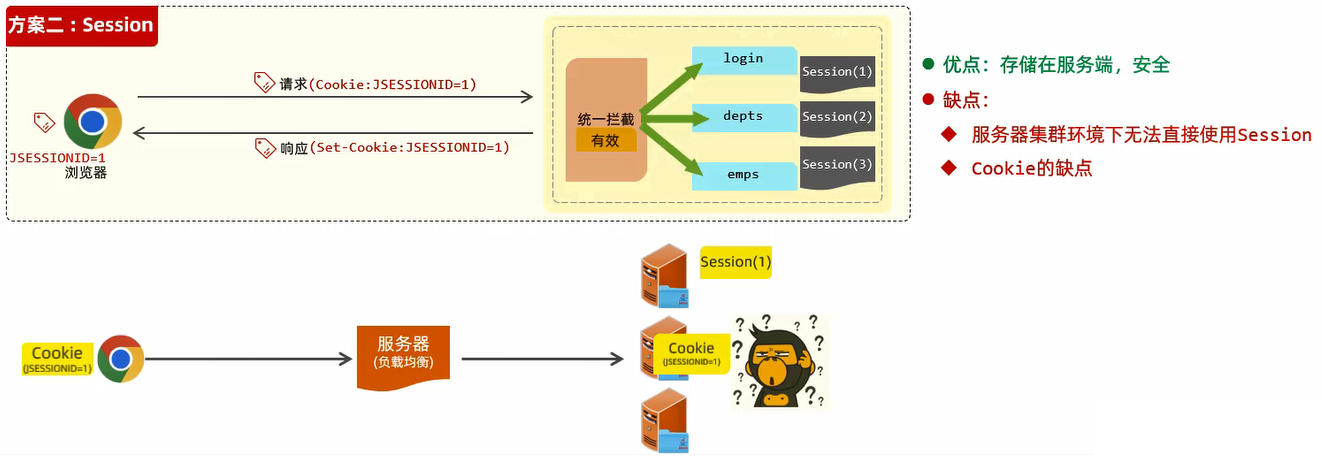 方案二：Session
请求(Cookie:JSESSIONID=1)
响应(Set-Cookie:JSESSIONID=1)
JSESSIONID=1
浏览器
统一拦截
有效
login
depts
emps
Session(1)
Session(2)
Session(3)
优点：存储在服务端，安全
缺点：
服务器集群环境下无法直接使用Session
Cookie的缺点
Cookie
(JSESSIONID=1)
服务器
(负载均衡)
Session(1)
Cookie
(JSESSIONID=1)
? ? ? ?
? ?
? ?
? ? ?
? ?